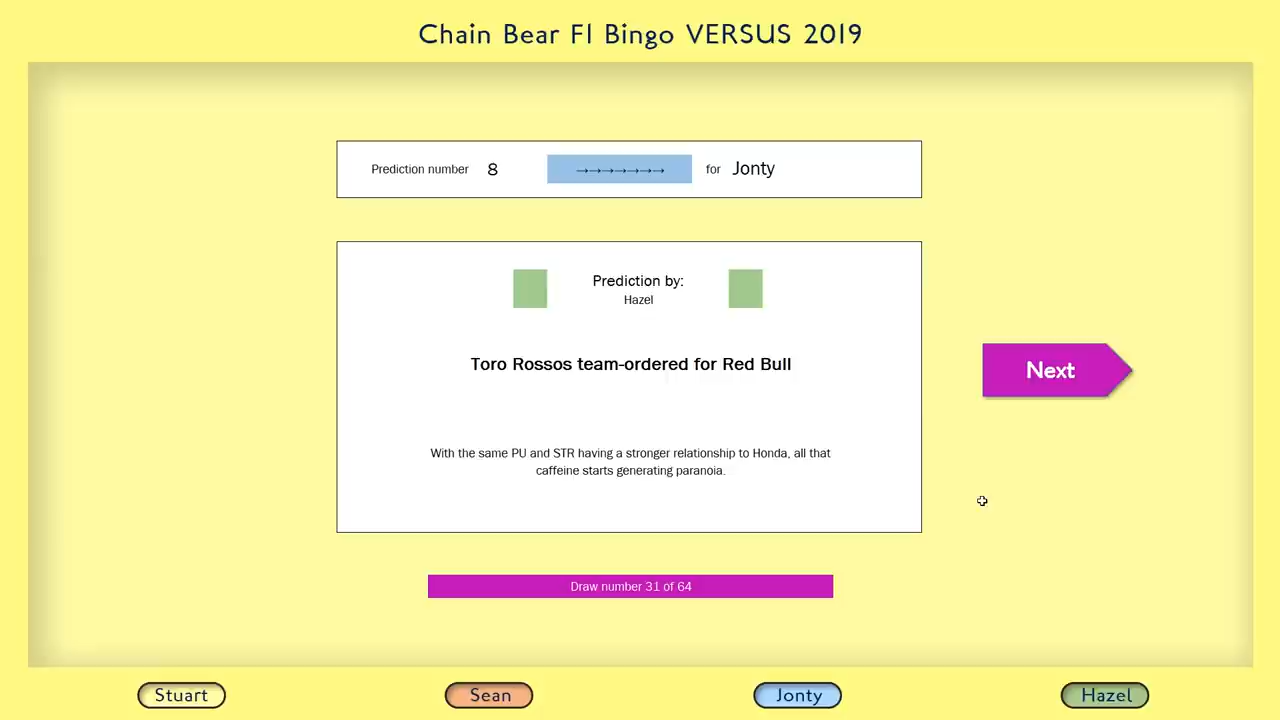 Chain Bear F1 Bingo VERSUS 2019
Prediction number 8 →→→→→→→ for Jonty
Prediction by:
Hazel
Toro Rossos team-ordered for Red Bull
With the same PU and STR having a stronger relationship to Honda, all that
caffeine starts generating paranoia.
Next
Draw number 31 of 64
Stuart Sean Jonty Hazel